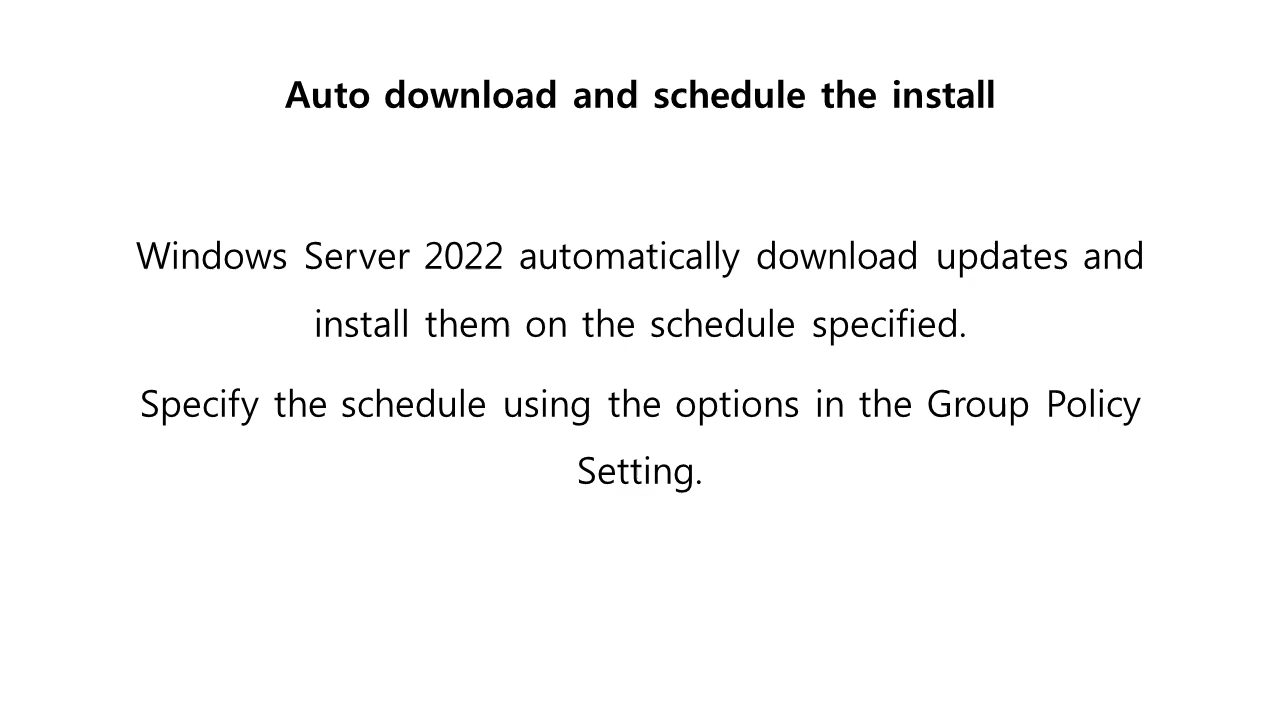 Auto download and schedule the install
Windows Server 2022 automatically download updates and
install them on the schedule specified.
Specify the schedule using the options in the Group Policy
Setting.